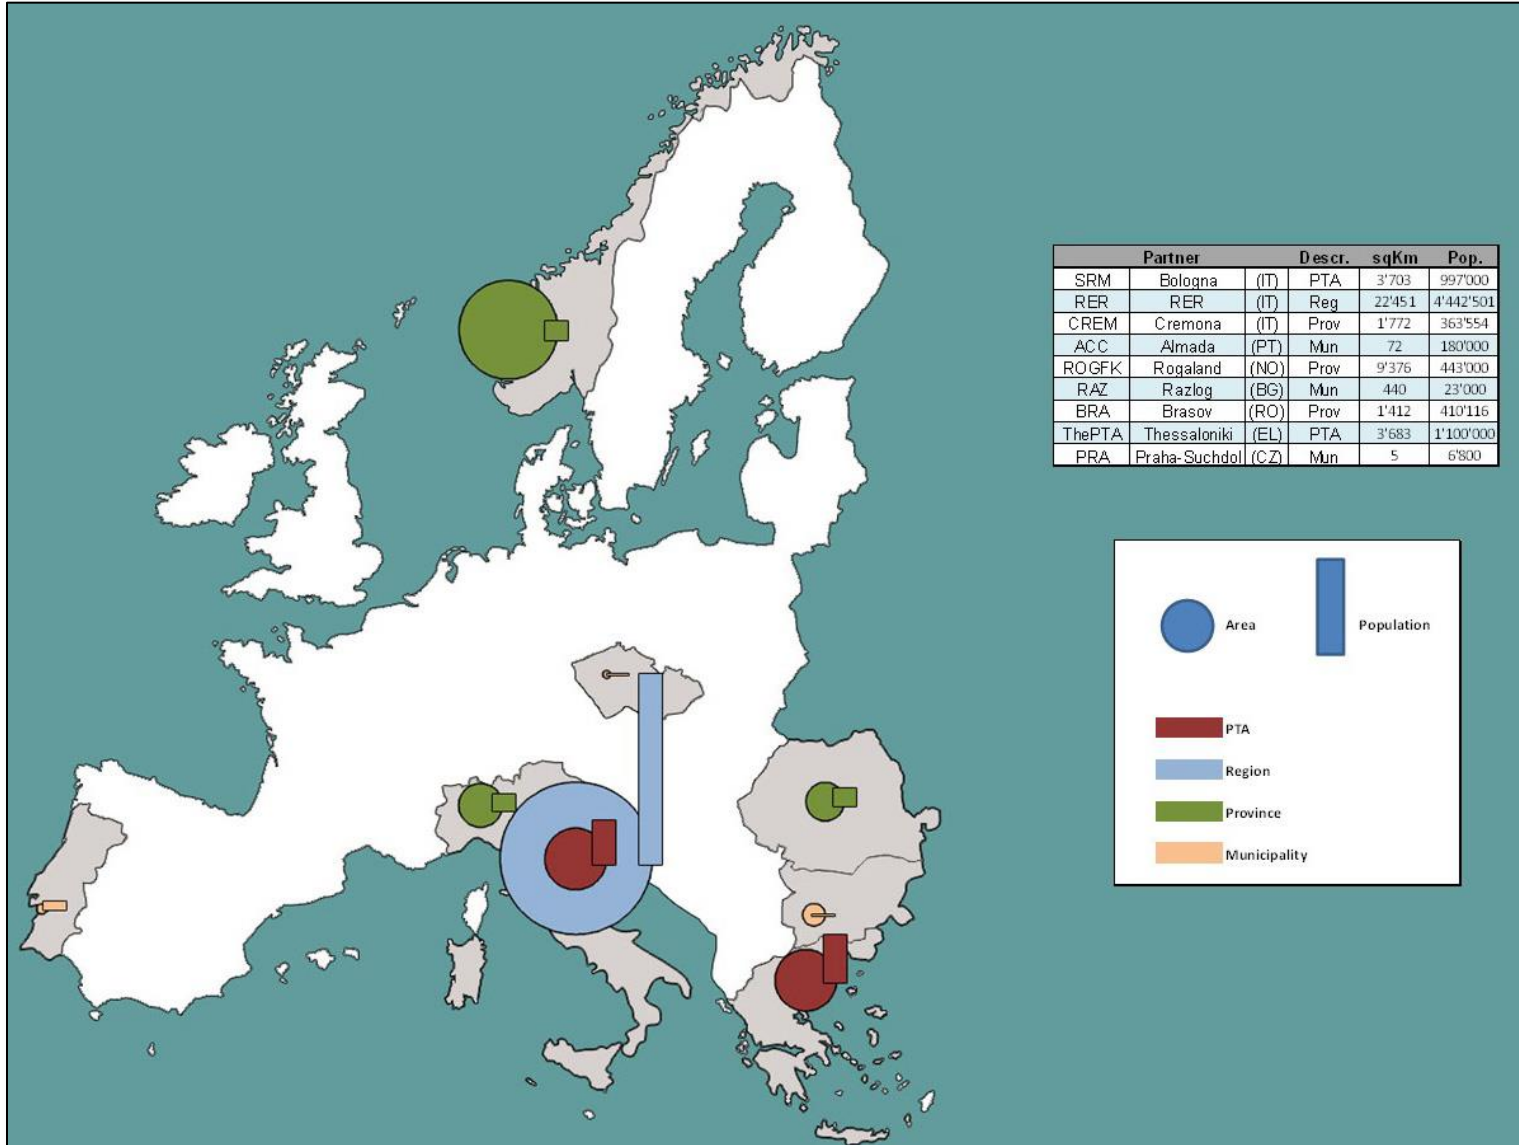 Partner Descr. sqKm Pop.
SRM Bologna (IT) PTA 3'703 997'000
RER RER (IT) Reg 22'451 4'442'501
CREM Cremona (IT) Prov 1'772 363'554
ACC Almada (PT) Mun 72 180'000
ROGFK Rogaland (NO) Prov 9'376 443'000
RAZ Razlog (BG) Mun 440 23'000
BRA Brasov (RO) Prov 1'412 410'116
ThePTA Thessaloniki (EL) PTA 3'683 1'100'000
PRA Praha-Suchdol (CZ) Mun 5 6'800
Area Population
PTA
Region
Province
Municipality